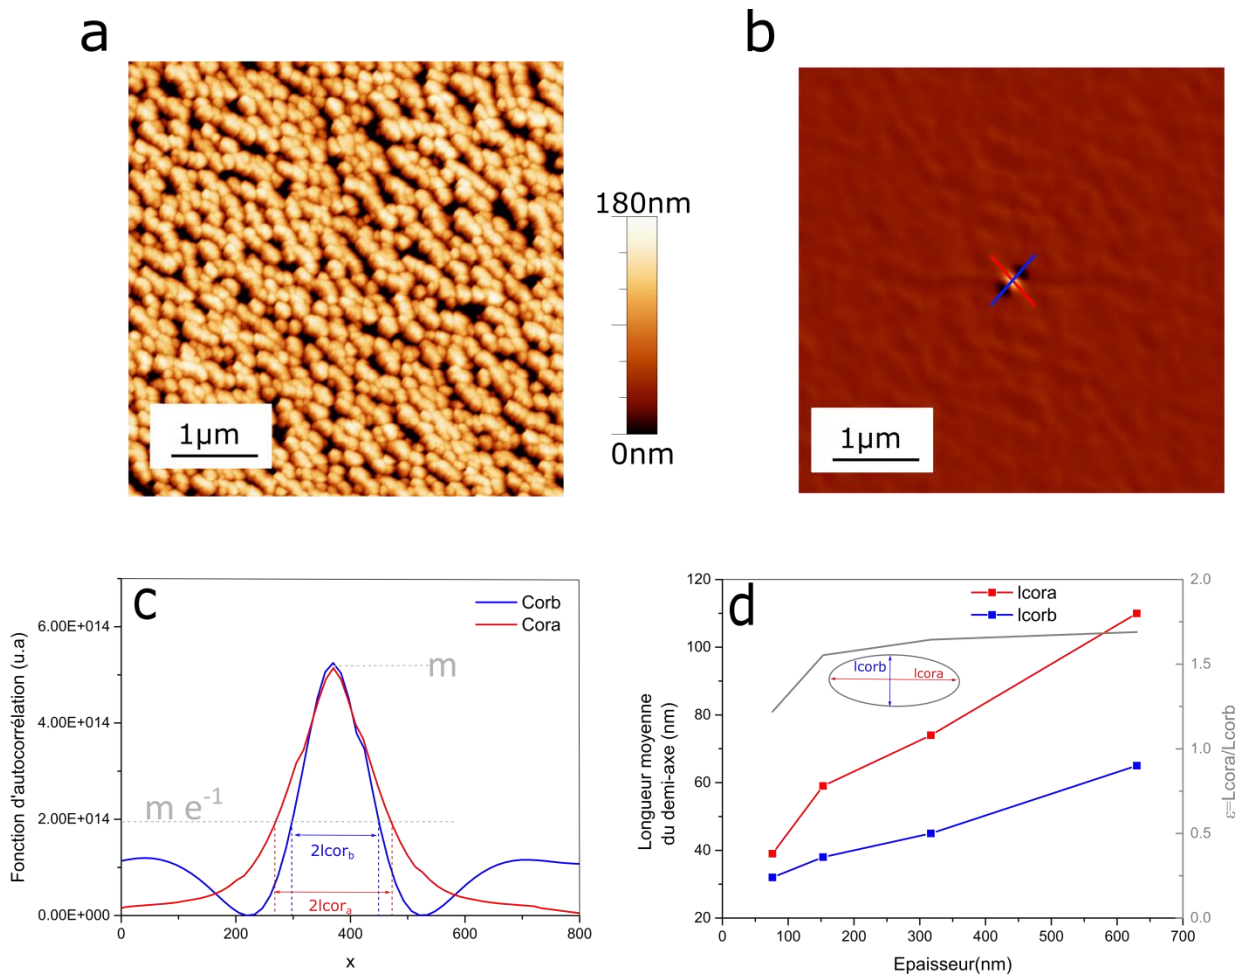 a
180nm
0nm
1µm
b
1µm
c
Corb
Cora
Fonction d'autocorrélation (u.a)
6.00E+014
4.00E+014
2.00E+014
0.00E+000
m
m e⁻¹
2lcor_b
2lcor_a
0
200
400
600
800
x
d
lcora
lcorb
Longueur moyenne
du demi-axe (nm)
120
100
80
60
40
20
lcorb
lcora
2.0
1.5
1.0
0.5
0.0
ε=Lcora/Lcorb
0
100
200
300
400
500
600
700
Epaisseur(nm)